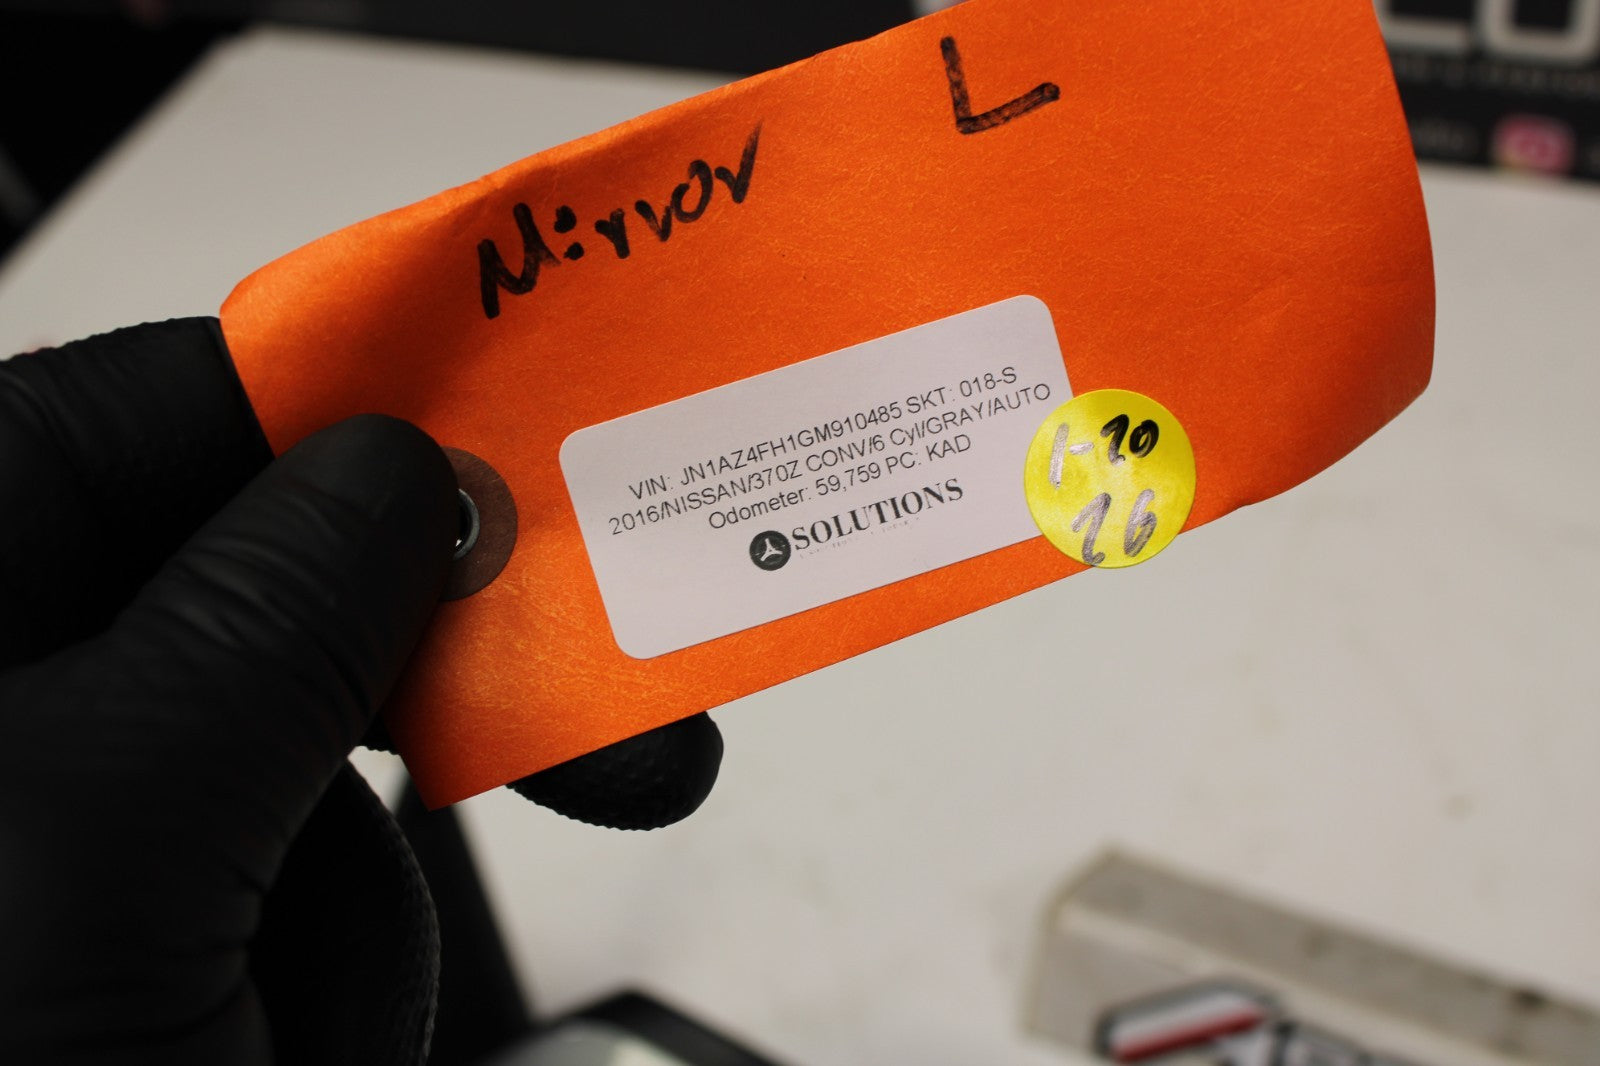 L
Mirror
VIN: JN1AZ4FH1GM910485 SKT: 018-S
2016/NISSAN/370Z CONV/6 Cyl/GRAY/AUTO
Odometer: 59,759 PC: KAD
SOLUTIONS
1-20
26